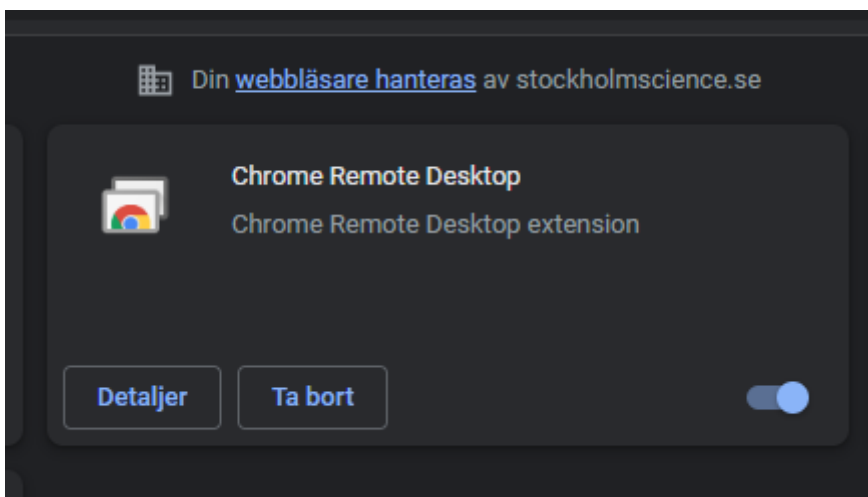 Din webbläsare hanteras av stockholmscience.se
Chrome Remote Desktop
Chrome Remote Desktop extension
Detaljer
Ta bort